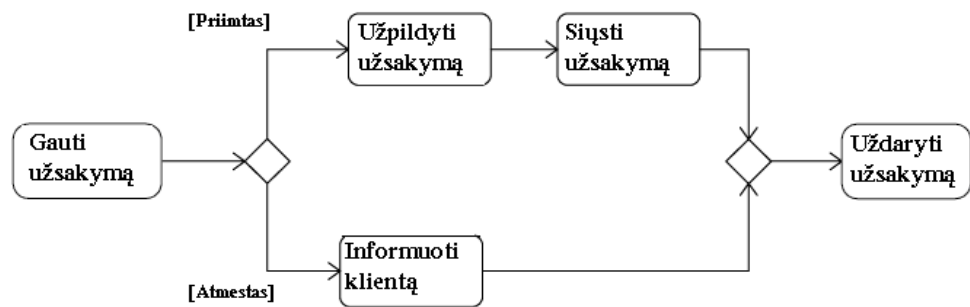 [Priimtas]
Užpildyti
užsakymą
Siųsti
užsakymą
Gauti
užsakymą
Uždaryti
užsakymą
Informuoti
klientą
[Atmestas]